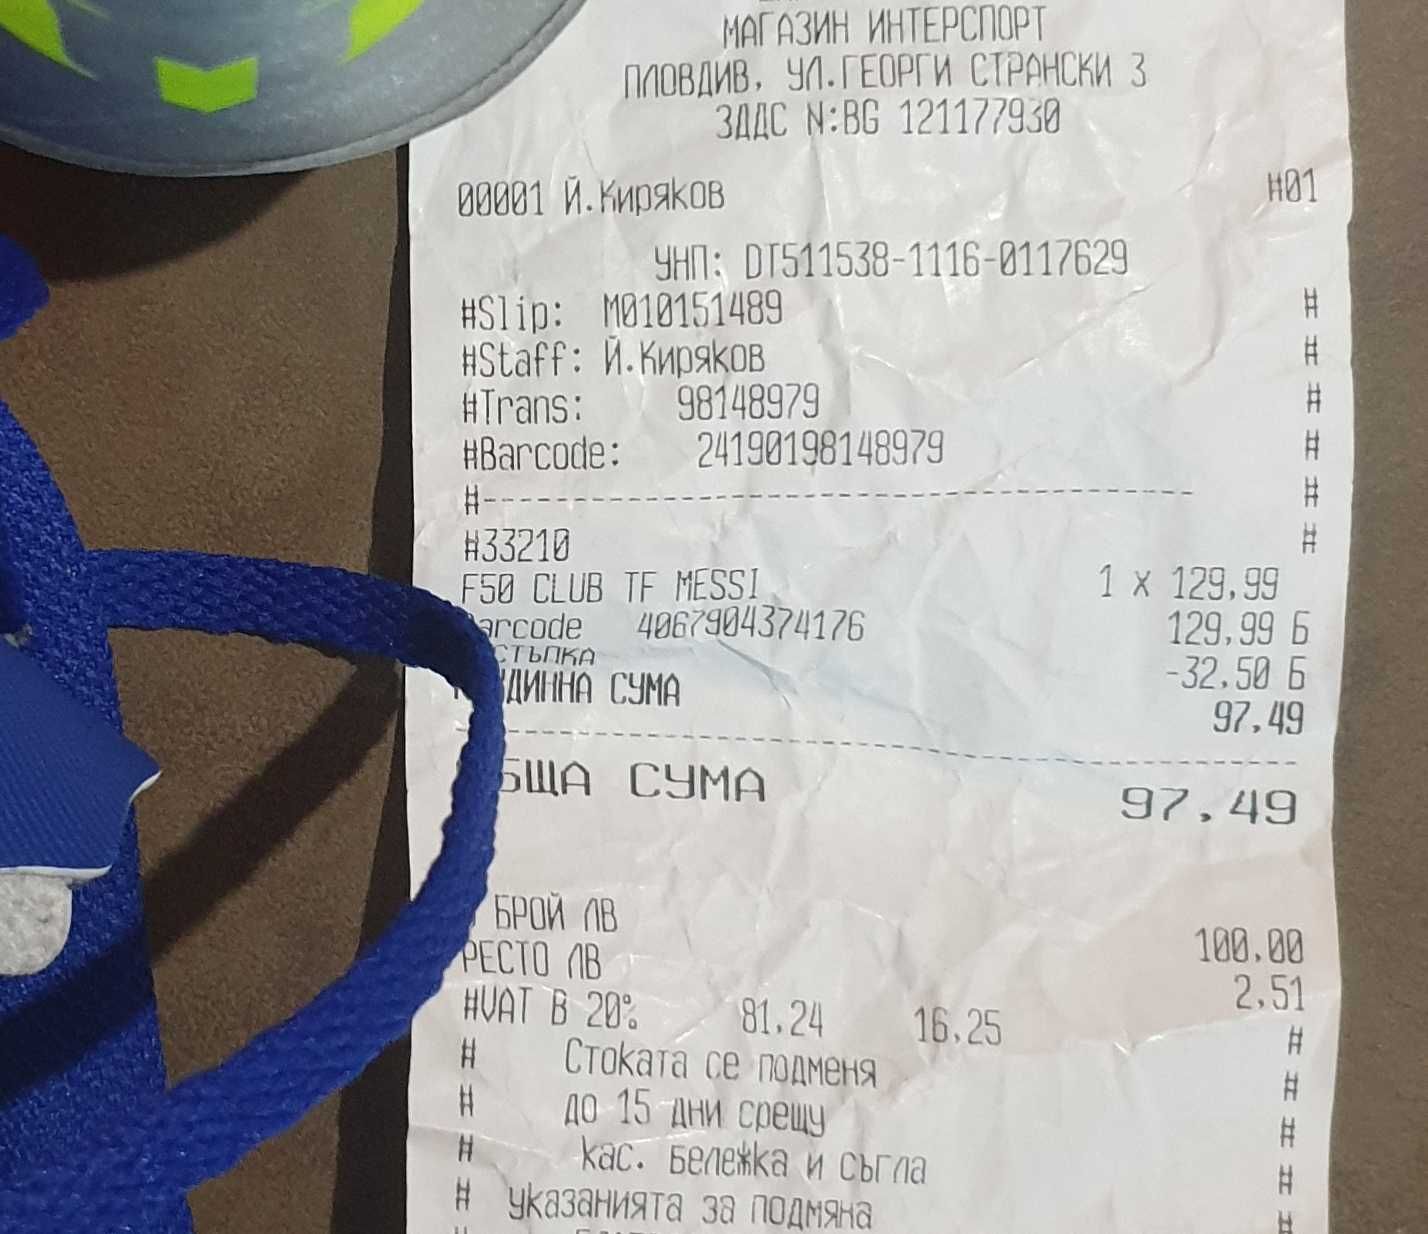 МАГАЗИН ИНТЕРСПОРТ
ПЛОВДИВ, УЛ.ГЕОРГИ СТРАНСКИ 3
ЗДДС N:BG 121177930
00001 Й.Киряков #01
УНП: DT511538-1116-0117629
#Slip: M010151489 #
#Staff: Й.Киряков #
#Trans: 98148979 #
#Barcode: 24190198148979 #
#-------------------------------------- #
#33210 #
F50 CLUB TF MESSI 1 x 129,99
arcode 4067904374176 129,99 Б
СТЪПКА -32,50 Б
ДИННА СУМА 97,49
БЩА СУМА 97,49
БРОЙ ЛВ 100,00
РЕСТО ЛВ 2,51
#VAT B 20% 81,24 16,25 #
# Стоката се подменя #
# до 15 дни срещу #
# кас. бележка и съгла #
# указанията за подмяна #